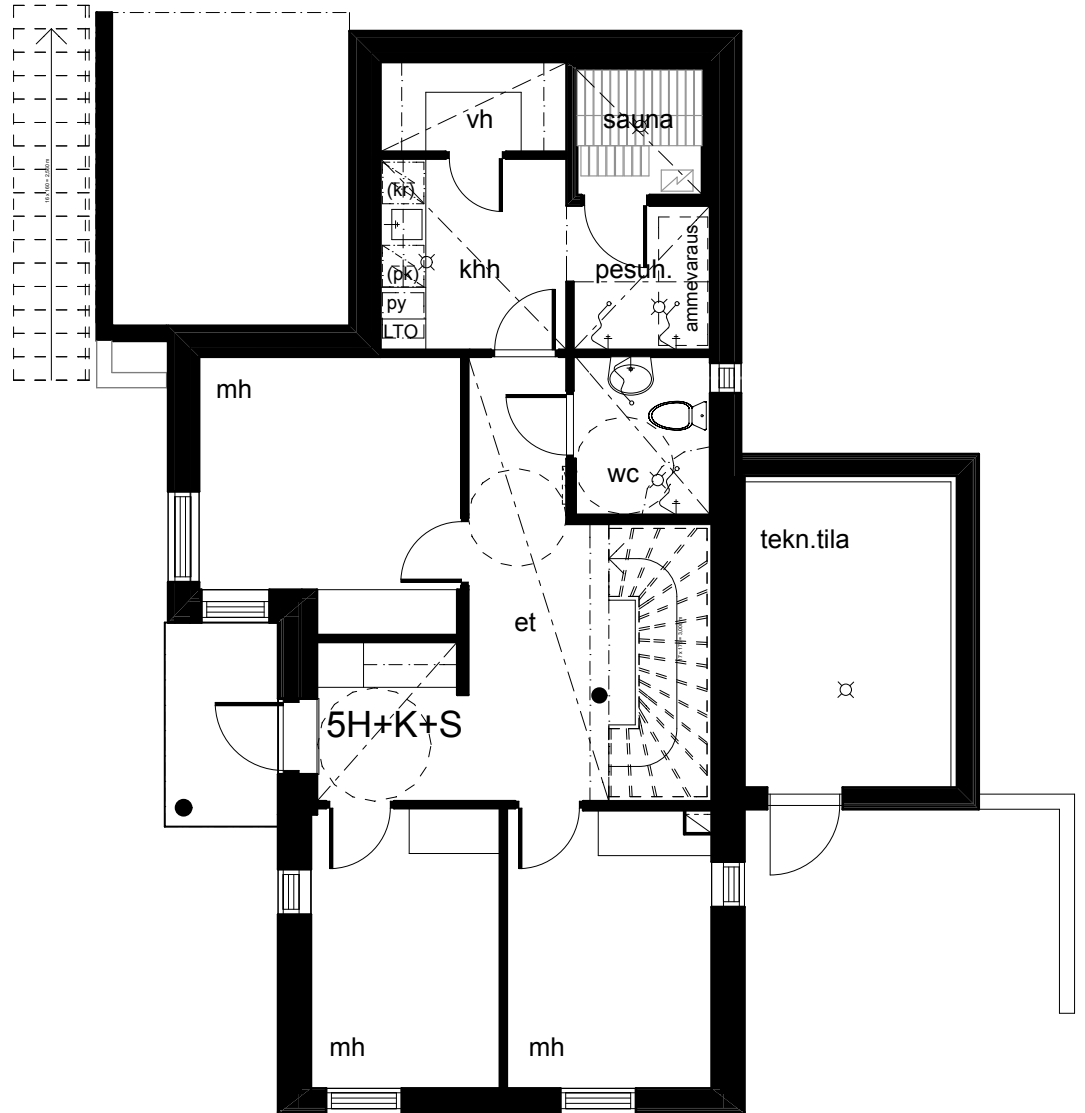 vh
sauna
(kr)
khh
pesuh.
ammevaraus
(pk)
py
LTO
mh
wc
tekn.tila
et
5H+K+S
mh
mh